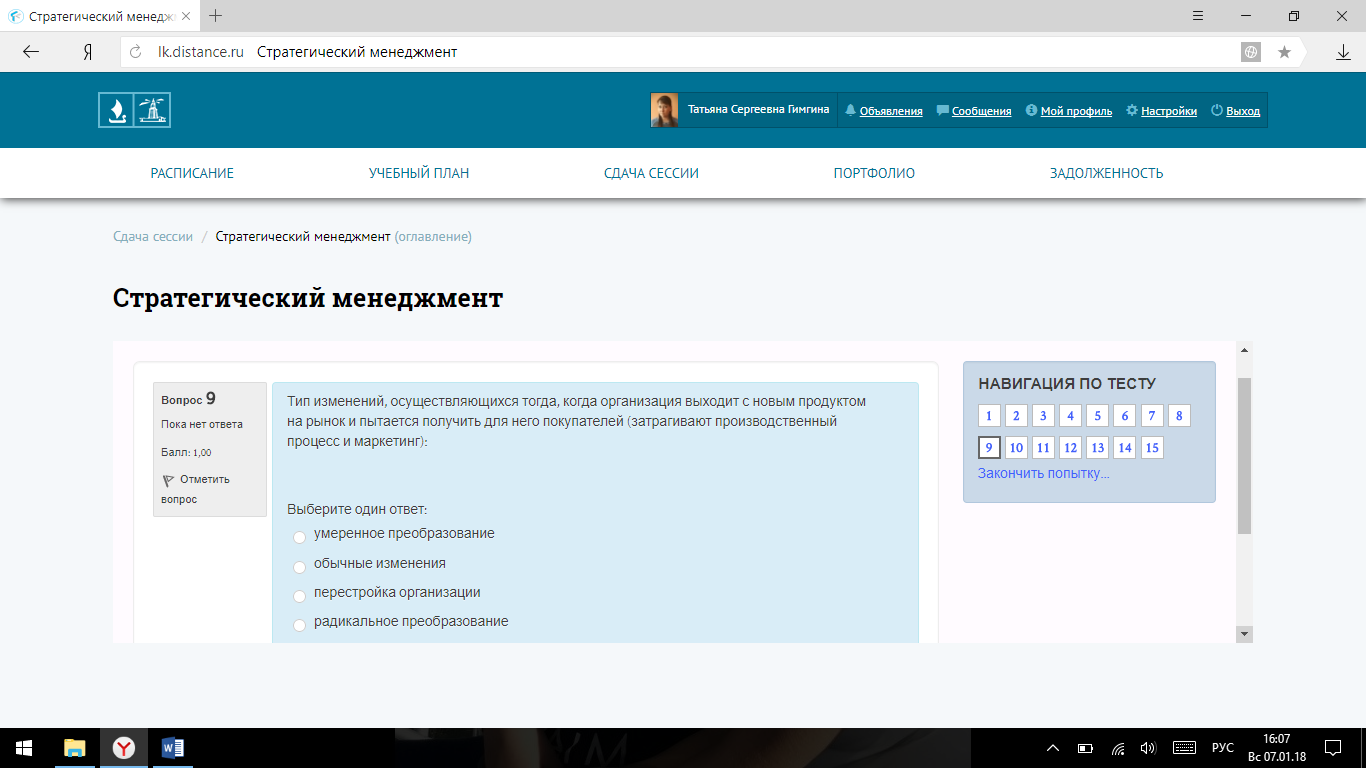 Стратегический менеджм
lk.distance.ru Стратегический менеджмент
Татьяна Сергеевна Гимгина Объявления Сообщения Мой профиль Настройки Выход
РАСПИСАНИЕ УЧЕБНЫЙ ПЛАН СДАЧА СЕССИИ ПОРТФОЛИО ЗАДОЛЖЕННОСТЬ
Сдача сессии / Стратегический менеджмент (оглавление)
Стратегический менеджмент
Вопрос 9
Пока нет ответа
Балл: 1,00
Отметить
вопрос
Тип изменений, осуществляющихся тогда, когда организация выходит с новым продуктом
на рынок и пытается получить для него покупателей (затрагивают производственный
процесс и маркетинг):
Выберите один ответ:
умеренное преобразование
обычные изменения
перестройка организации
радикальное преобразование
НАВИГАЦИЯ ПО ТЕСТУ
1 2 3 4 5 6 7 8
9 10 11 12 13 14 15
Закончить попытку...
РУС
16:07
Вс 07.01.18